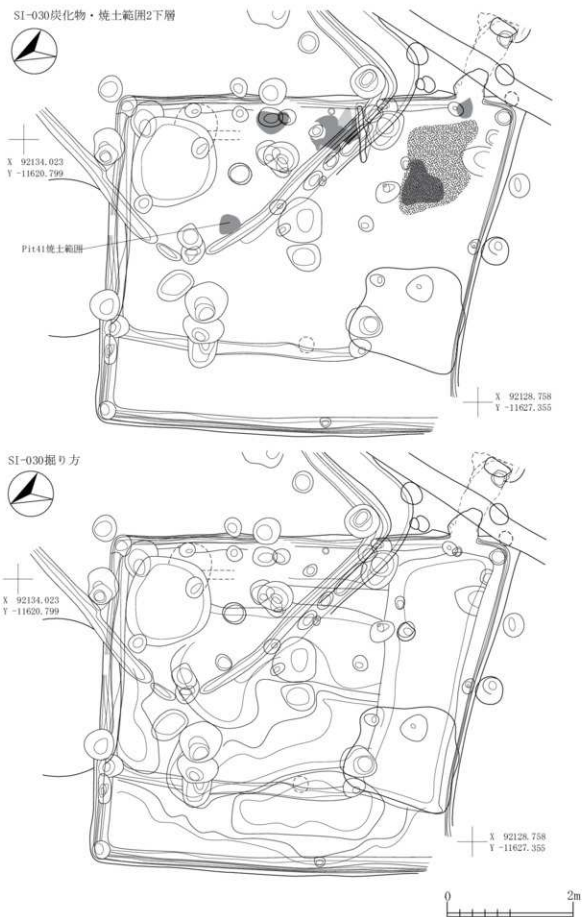 SI-030炭化物・焼土範囲2下層
X 92134.023
Y -11620.799
Pit41焼土範囲
X 92128.758
Y -11627.355
SI-030掘り方
X 92134.023
Y -11620.799
X 92128.758
Y -11627.355
0 2m